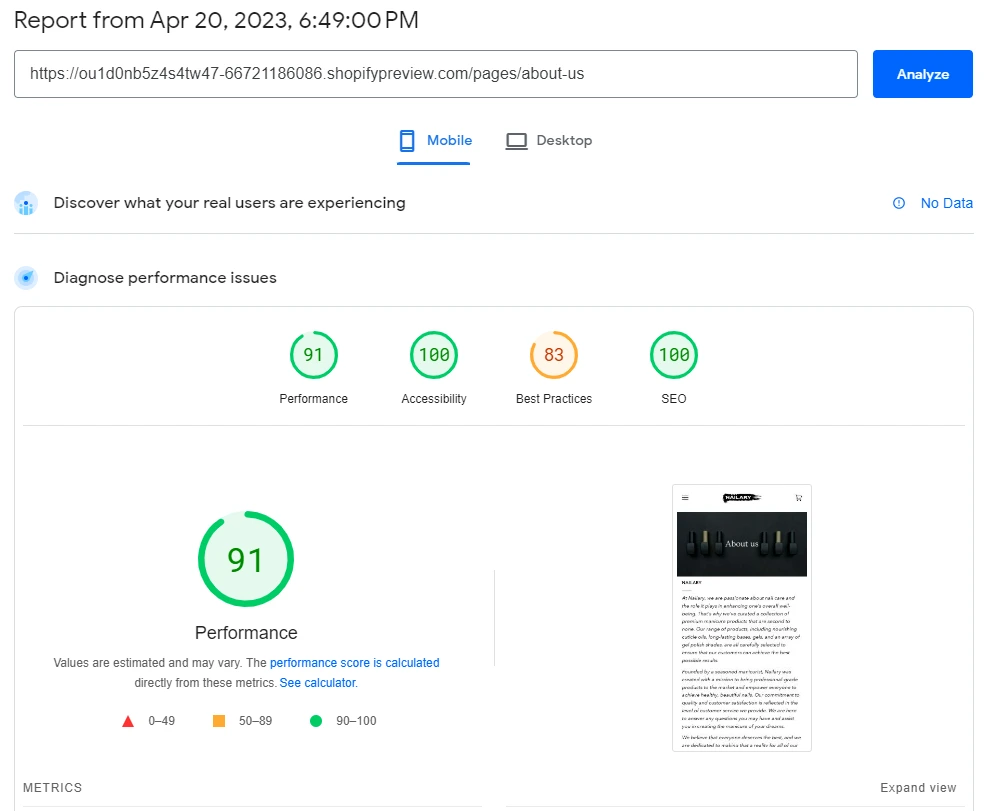 Report from Apr 20, 2023, 6:49:00 PM
https://ou1d0nb5z4s4tw47-66721186086.shopifypreview.com/pages/about-us
Analyze
Mobile
Desktop
Discover what your real users are experiencing
No Data
Diagnose performance issues
91
100
83
100
Performance
Accessibility
Best Practices
SEO
91
Performance
Values are estimated and may vary. The performance score is calculated
directly from these metrics. See calculator.
0–49
50–89
90–100
NAILARY
About us
NAILARY
At Nailary, we are passionate about nail care and
the role it plays in enhancing one's overall well-
being. That's why we've curated a collection of
premium manicure products that are second to
none. Our range of products, including nourishing
cuticle oils, long-lasting bases, gels, and an array of
gel polish shades, are all carefully selected to
ensure that our customers can achieve the best
possible results.
Founded by a seasoned manicurist, Nailary was
created with a mission to bring professional-grade
products to the market and empower everyone to
achieve healthy, beautiful nails. Our commitment to
quality and customer satisfaction is reflected in the
level of customer service we provide. We are here
to answer any questions you may have and assist
you in creating the manicure of your dreams.
We believe that everyone deserves the best, and we
are dedicated to making that a reality for all of our
METRICS
Expand view